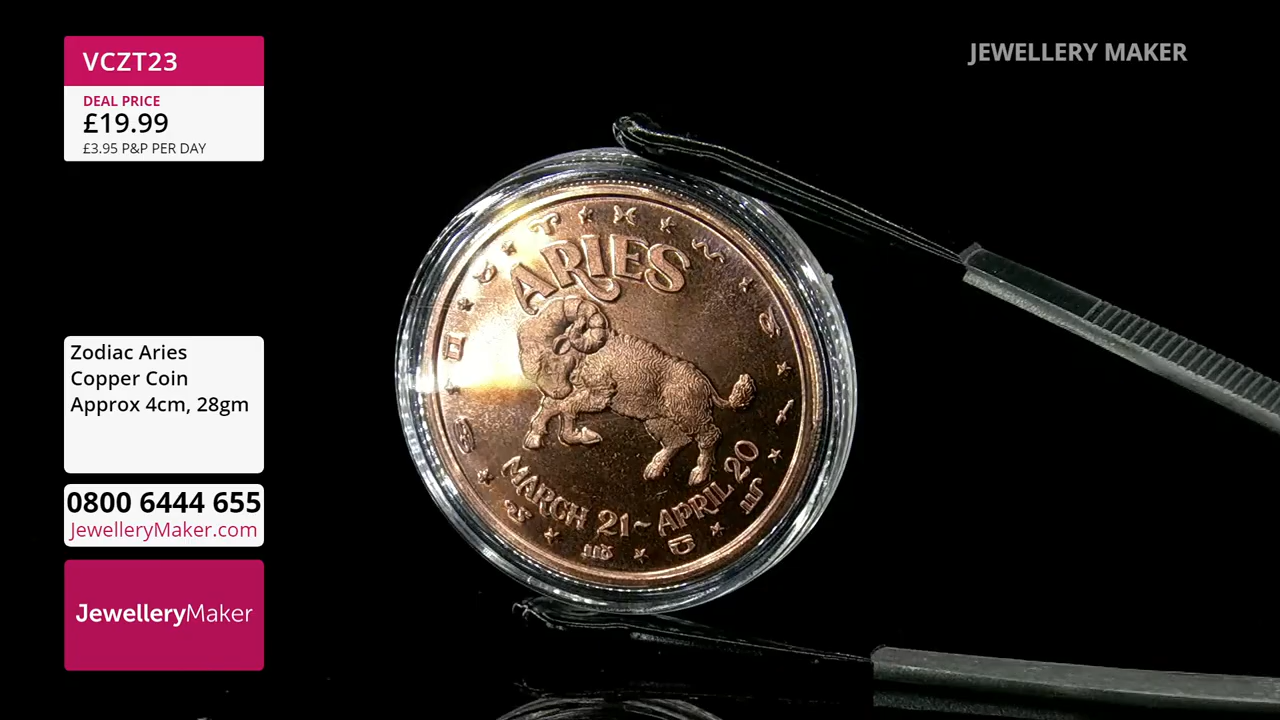 VCZT23
DEAL PRICE
£19.99
£3.95 P&P PER DAY
JEWELLERY MAKER
ARIES
MARCH 21~APRIL 20
Zodiac Aries
Copper Coin
Approx 4cm, 28gm
0800 6444 655
JewelleryMaker.com
JewelleryMaker